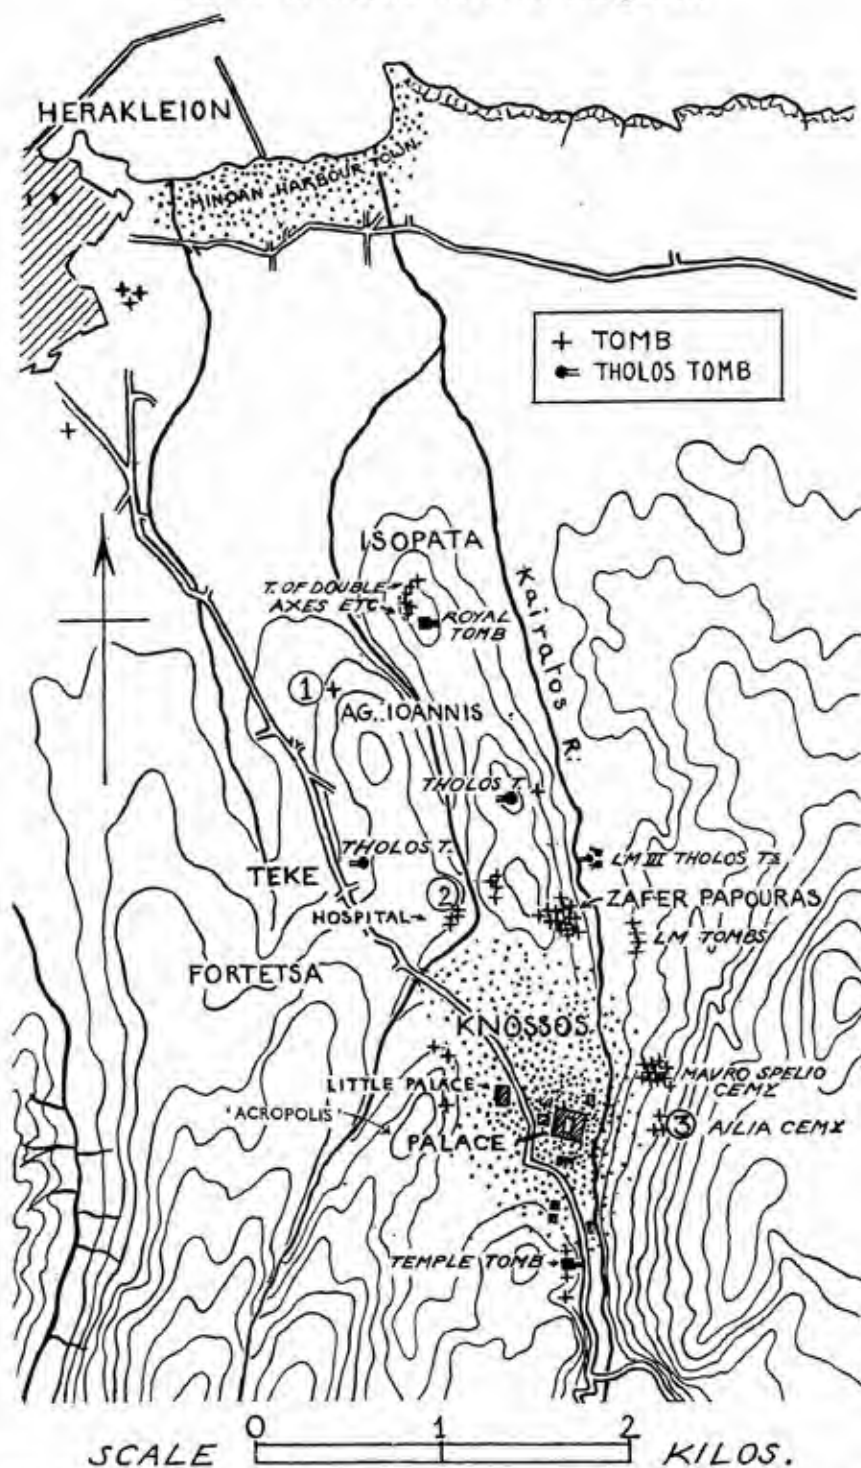 HERAKLEION
MINOAN HARBOUR TOWN
+ TOMB
THOLOS TOMB
ISOPATA
T. OF DOUBLE
AXES ETC.
ROYAL
TOMB
Kairatos R.
1
AG. IOANNIS
THOLOS T.
THOLOS T.
LM III THOLOS TS
TEKE
2
ZAFER PAPOURAS
HOSPITAL
LM TOMBS
FORTETSA
KNOSSOS
MAVRO SPELIO
CEMY
LITTLE PALACE
'ACROPOLIS'
3 AILIA CEMY
PALACE
TEMPLE TOMB
0 1 2
SCALE KILOS.